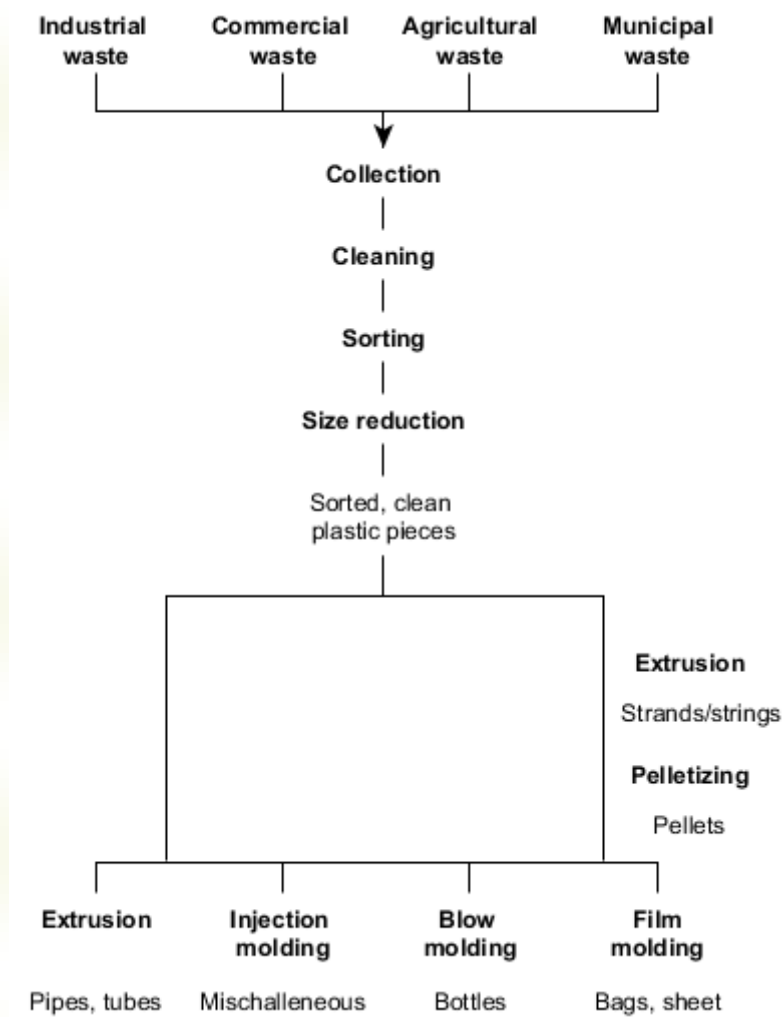 Industrial Commercial Agricultural Municipal
waste waste waste waste
Collection
Cleaning
Sorting
Size reduction
Sorted, clean
plastic pieces
Extrusion
Strands/strings
Pelletizing
Pellets
Extrusion Injection Blow Film
molding molding molding
Pipes, tubes Mischalleneous Bottles Bags, sheet